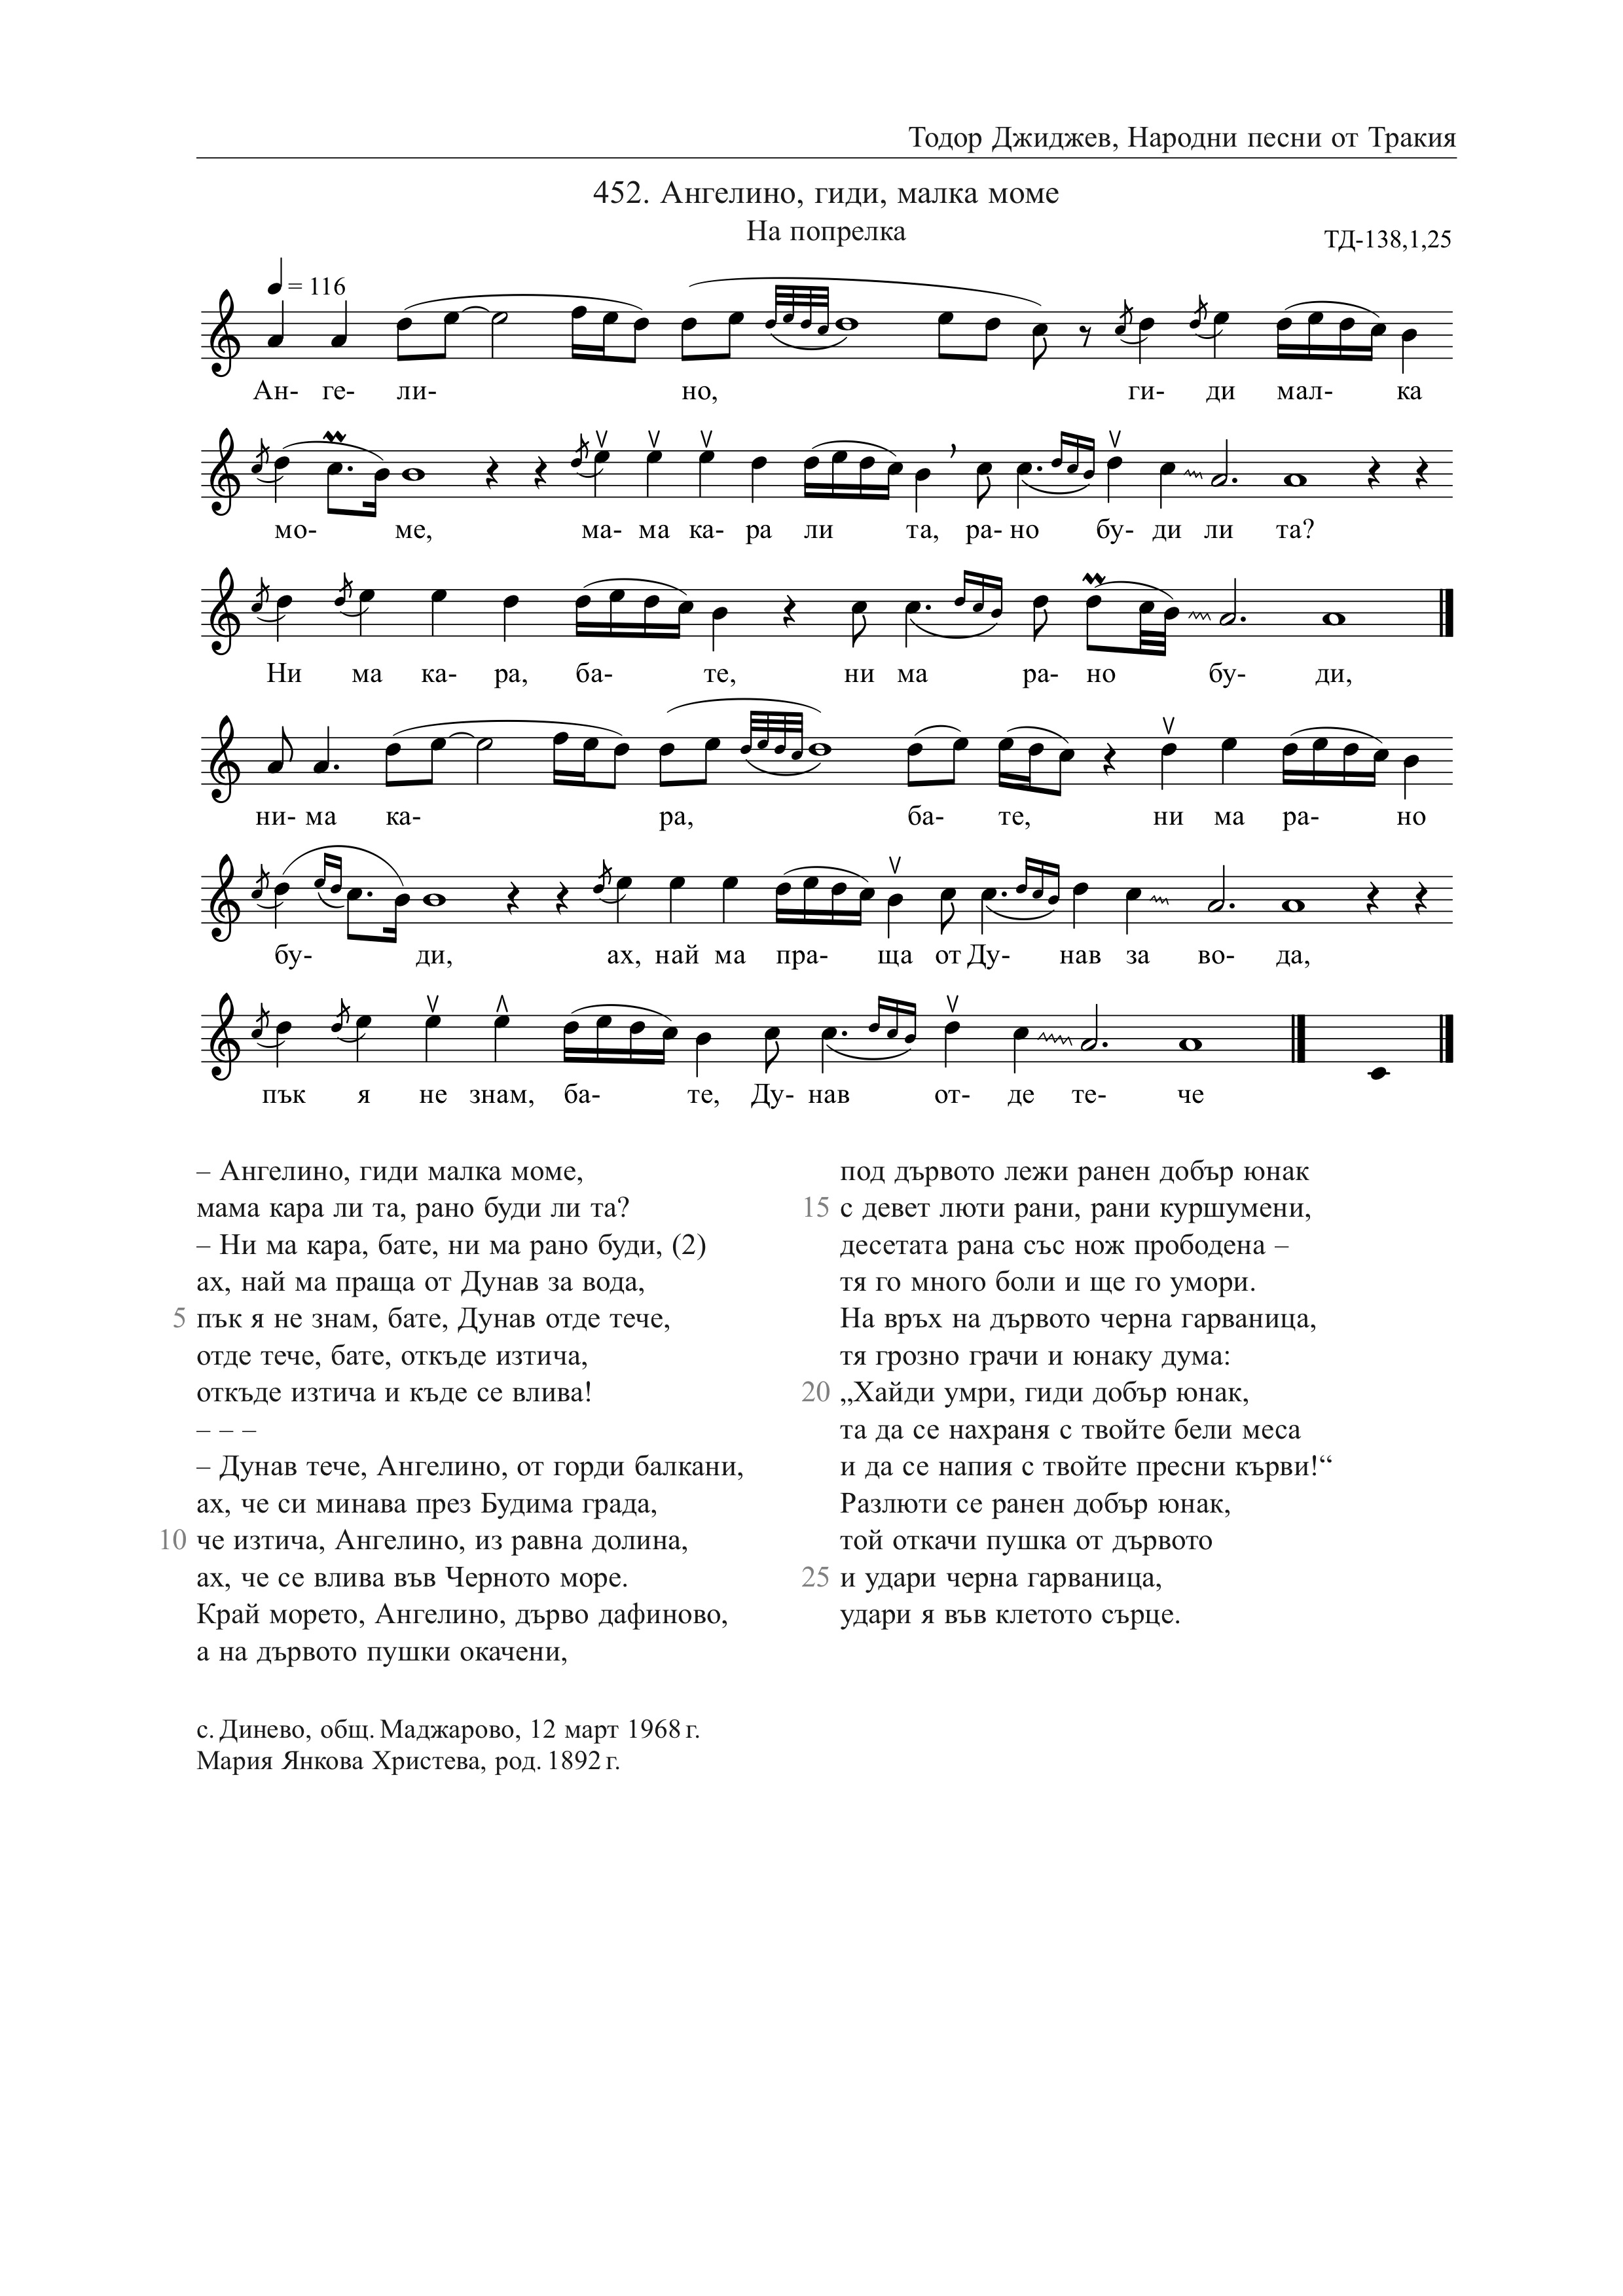 Тодор Джиджев, Народни песни от Тракия
452. Ангелино, гиди, малка моме
На попрелка
ТД-138,1,25
= 116
Ан- ге- ли- но, ги- ди мал- ка
мо- ме, ма- ма ка- ра ли та, ра- но бу- ди ли та?
Ни ма ка- ра, ба- те, ни ма ра- но бу- ди,
ни- ма ка- ра, ба- те, ни ма ра- но
бу- ди, ах, най ма пра- ща от Ду- нав за во- да,
пък я не знам, ба- те, Ду- нав от- де те- че
– Ангелино, гиди малка моме,
мама кара ли та, рано буди ли та?
– Ни ма кара, бате, ни ма рано буди, (2)
ах, най ма праща от Дунав за вода,
5 пък я не знам, бате, Дунав отде тече,
отде тече, бате, откъде изтича,
откъде изтича и къде се влива!
– – –
– Дунав тече, Ангелино, от горди балкани,
ах, че си минава през Будима града,
10 че изтича, Ангелино, из равна долина,
ах, че се влива във Черното море.
Край морето, Ангелино, дърво дафиново,
а на дървото пушки окачени,
под дървото лежи ранен добър юнак
15 с девет люти рани, рани куршумени,
десетата рана със нож прободена –
тя го много боли и ще го умори.
На връх на дървото черна гарваница,
тя грозно грачи и юнаку дума:
20 „Хайди умри, гиди добър юнак,
та да се нахраня с твойте бели меса
и да се напия с твойте пресни кърви!“
Разлюти се ранен добър юнак,
той откачи пушка от дървото
25 и удари черна гарваница,
удари я във клетото сърце.
с. Динево, общ. Маджарово, 12 март 1968 г.
Мария Янкова Христева, род. 1892 г.